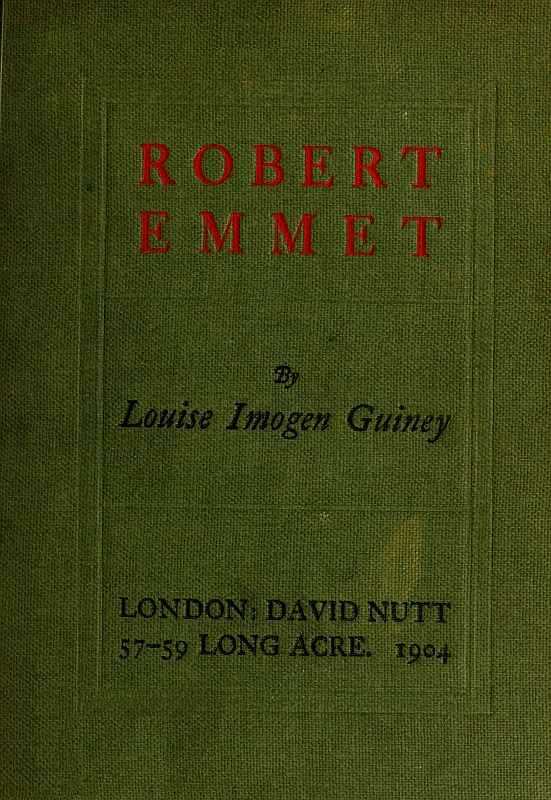 ROBERT
EMMET
By
Louise Imogen Guiney
LONDON: DAVID NUTT
57–59 LONG ACRE. 1904